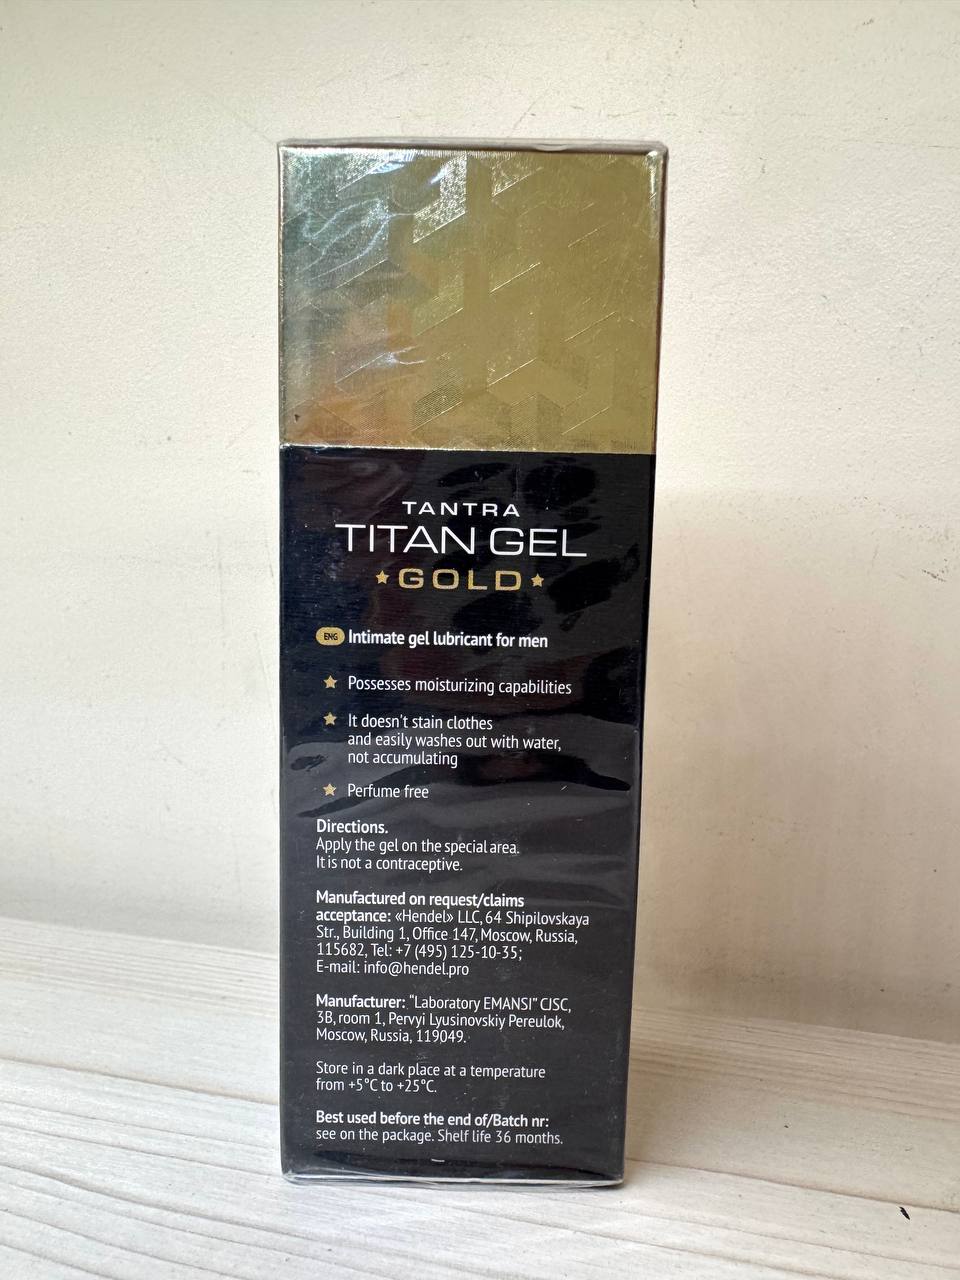 TANTRA
TITAN GEL
GOLD
ENG Intimate gel lubricant for men
Possesses moisturizing capabilities
It doesn't stain clothes
and easily washes out with water,
not accumulating
Perfume free
Directions.
Apply the gel on the special area.
It is not a contraceptive.
Manufactured on request/claims
acceptance: «Hendel» LLC, 64 Shipilovskaya
Str., Building 1, Office 147, Moscow, Russia,
115682, Tel: +7 (495) 125-10-35;
E-mail: info@hendel.pro
Manufacturer: “Laboratory EMANSI” CJSC,
3B, room 1, Pervyi Lyusinovskiy Pereulok,
Moscow, Russia, 119049.
Store in a dark place at a temperature
from +5°C to +25°C.
Best used before the end of/Batch nr:
see on the package. Shelf life 36 months.